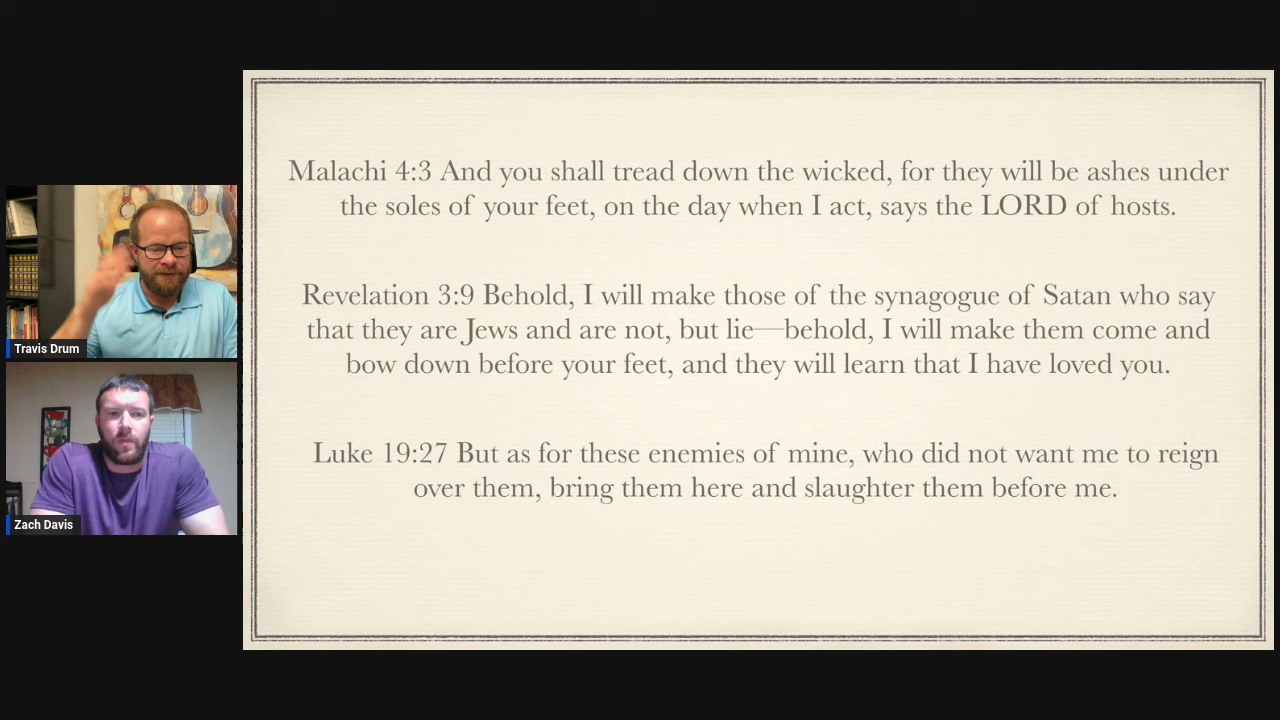 Malachi 4:3 And you shall tread down the wicked, for they will be ashes under
the soles of your feet, on the day when I act, says the LORD of hosts.
Revelation 3:9 Behold, I will make those of the synagogue of Satan who say
that they are Jews and are not, but lie—behold, I will make them come and
bow down before your feet, and they will learn that I have loved you.
Luke 19:27 But as for these enemies of mine, who did not want me to reign
over them, bring them here and slaughter them before me.
Travis Drum
Zach Davis